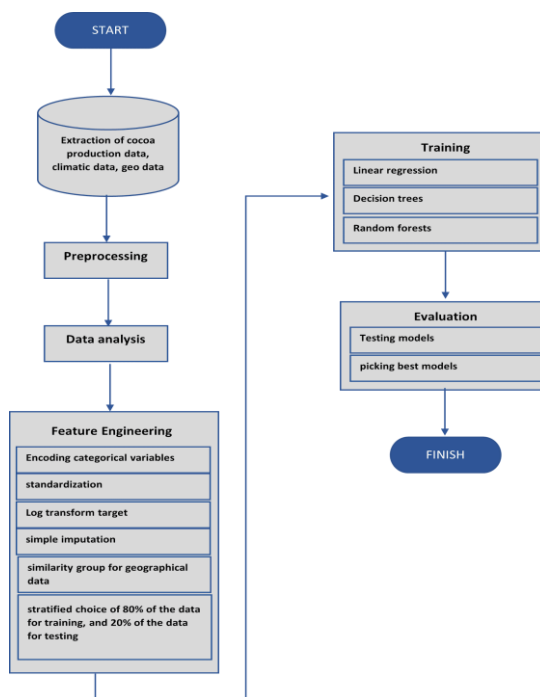 START
Extraction of cocoa
production data,
climatic data, geo data
Preprocessing
Data analysis
Feature Engineering
Encoding categorical variables
standardization
Log transform target
simple imputation
similarity group for geographical
data
stratified choice of 80% of the data
for training, and 20% of the data
for testing
Training
Linear regression
Decision trees
Random forests
Evaluation
Testing models
picking best models
FINISH